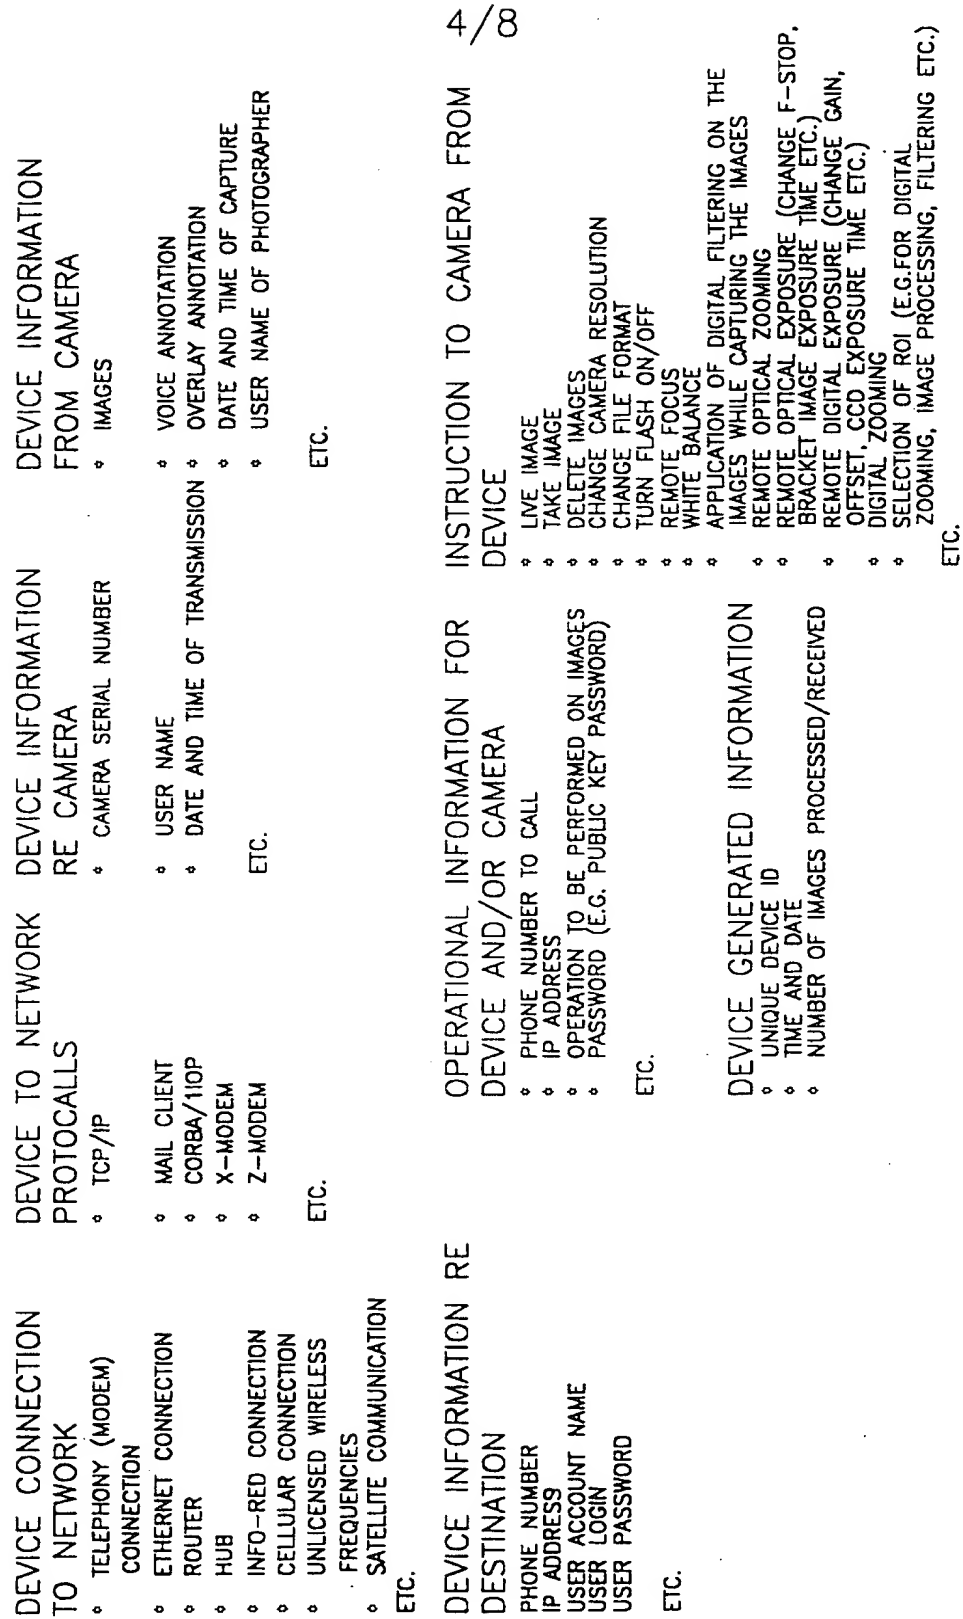 4/8
DEVICE CONNECTION
TO NETWORK
∘ TELEPHONY (MODEM)
CONNECTION
∘ ETHERNET CONNECTION
∘ ROUTER
∘ HUB
∘ INFO-RED CONNECTION
∘ CELLULAR CONNECTION
∘ UNLICENSED WIRELESS
FREQUENCIES
∘ SATELLITE COMMUNICATION
ETC.
DEVICE TO NETWORK
PROTOCALLS
∘ TCP/IP
∘ MAIL CLIENT
∘ CORBA/11OP
∘ X-MODEM
∘ Z-MODEM
ETC.
DEVICE INFORMATION
RE CAMERA
∘ CAMERA SERIAL NUMBER
∘ USER NAME
∘ DATE AND TIME OF TRANSMISSION
ETC.
DEVICE INFORMATION
FROM CAMERA
∘ IMAGES
∘ VOICE ANNOTATION
∘ OVERLAY ANNOTATION
∘ DATE AND TIME OF CAPTURE
∘ USER NAME OF PHOTOGRAPHER
ETC.
DEVICE INFORMATION RE
DESTINATION
PHONE NUMBER
IP ADDRES9
USER ACCOUNT NAME
USER LOGIN
USER PASSWORD
ETC.
OPERATIONAL INFORMATION FOR
DEVICE AND/OR CAMERA
∘ PHONE NUMBER TO CALL
∘ IP ADDRESS
∘ OPERATION TO BE PERFORMED ON IMAGES
∘ PASSWORD (E.G. PUBLIC KEY PASSWORD)
ETC.
DEVICE GENERATED INFORMATION
∘ UNIQUE DEVICE ID
∘ TIME AND DATE
∘ NUMBER OF IMAGES PROCESSED/RECEIVED
INSTRUCTION TO CAMERA FROM
DEVICE
∘ LIVE IMAGE
∘ TAKE IMAGE
∘ DELETE IMAGES
∘ CHANGE CAMERA RESOLUTION
∘ CHANGE FILE FORMAT
∘ TURN FLASH ON/OFF
∘ REMOTE FOCUS
∘ WHITE BALANCE
∘ APPLICATION OF DIGITAL FILTERING ON THE
IMAGES WHILE CAPTURING THE IMAGES
∘ REMOTE OPTICAL ZOOMING
∘ REMOTE OPTICAL EXPOSURE (CHANGE F-STOP,
BRACKET IMAGE EXPOSURE TIME ETC.)
∘ REMOTE DIGITAL EXPOSURE (CHANGE GAIN,
OFFSET, CCD EXPOSURE TIME ETC.)
∘ DIGITAL ZOOMING
∘ SELECTION OF ROI (E.G.FOR DIGITAL
ZOOMING, IMAGE PROCESSING, FILTERING ETC.)
ETC.